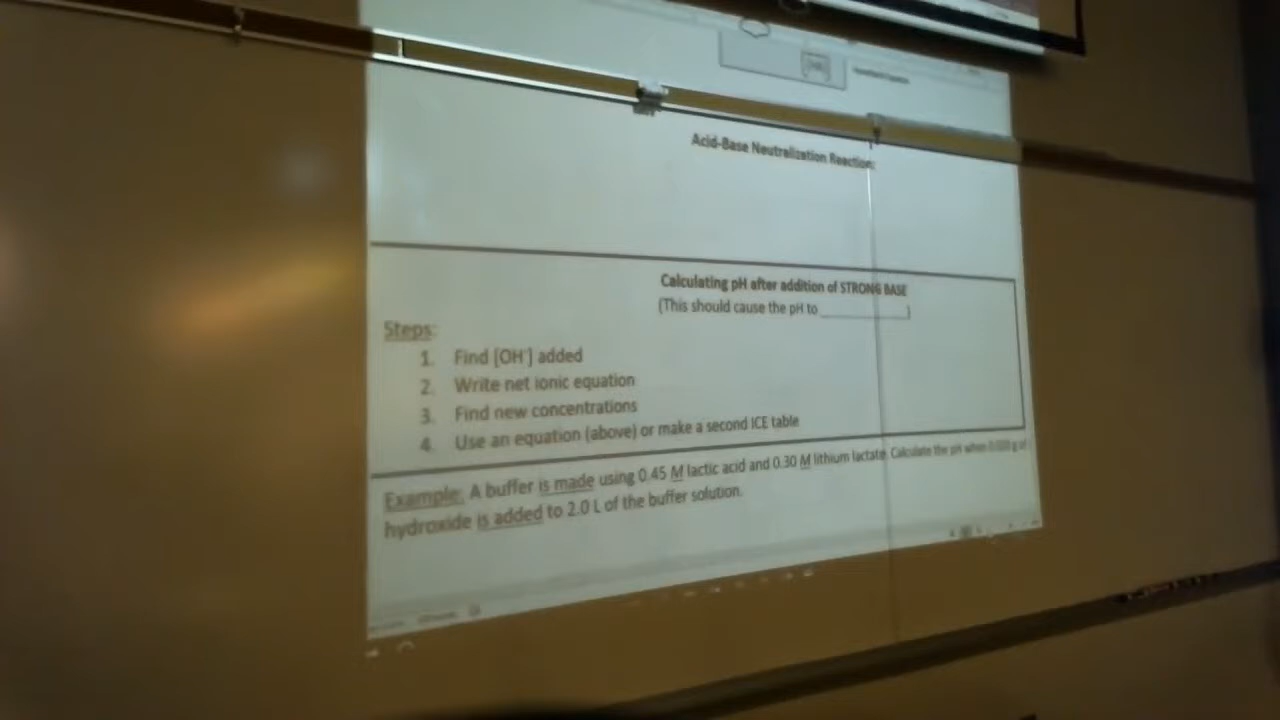 Acid-Base Neutralization Reaction:
Calculating pH after addition of STRONG BASE
(This should cause the pH to ____________)
Steps:
1. Find [OH-] added
2. Write net ionic equation
3. Find new concentrations
4. Use an equation (above) or make a second ICE table
Example: A buffer is made using 0.45 M lactic acid and 0.30 M lithium lactate. Calculate the pH when g of
hydroxide is added to 2.0 L of the buffer solution.